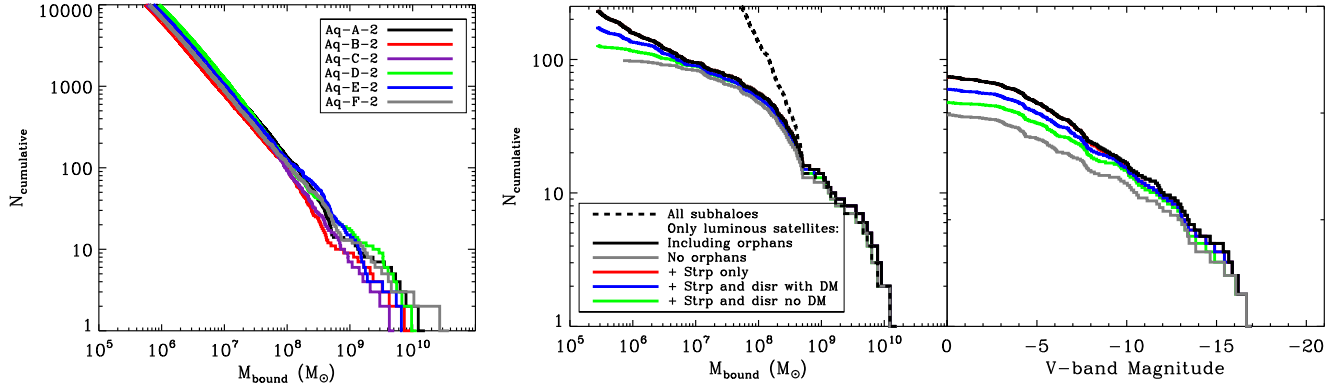 10000
1000
100
10
1
N_cumulative
Aq-A-2
Aq-B-2
Aq-C-2
Aq-D-2
Aq-E-2
Aq-F-2
10^5 10^6 10^7 10^8 10^9 10^10
M_bound (M_⊙)
100
10
1
N_cumulative
All subhaloes
Only luminous satellites:
Including orphans
No orphans
+ Strp only
+ Strp and disr with DM
+ Strp and disr no DM
10^5 10^6 10^7 10^8 10^9 10^10
M_bound (M_⊙)
0 -5 -10 -15 -20
V-band Magnitude